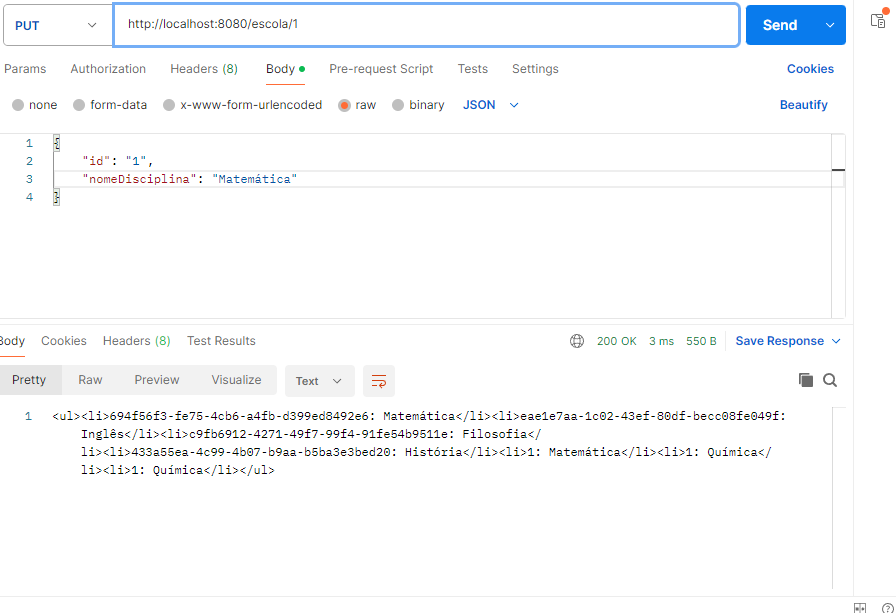 PUT http://localhost:8080/escola/1 Send
Params Authorization Headers (8) Body Pre-request Script Tests Settings Cookies
none form-data x-www-form-urlencoded raw binary JSON Beautify
1 {
2 "id": "1",
3 "nomeDisciplina": "Matemática"
4 }
Body Cookies Headers (8) Test Results 200 OK 3 ms 550 B Save Response
Pretty Raw Preview Visualize Text
1 <ul><li>694f56f3-fe75-4cb6-a4fb-d399ed8492e6: Matemática</li><li>eae1e7aa-1c02-43ef-80df-becc08fe049f:
Inglês</li><li>c9fb6912-4271-49f7-99f4-91fe54b9511e: Filosofia</
li><li>433a55ea-4c99-4b07-b9aa-b5ba3e3bed20: História</li><li>1: Matemática</li><li>1: Química</
li><li>1: Química</li></ul>